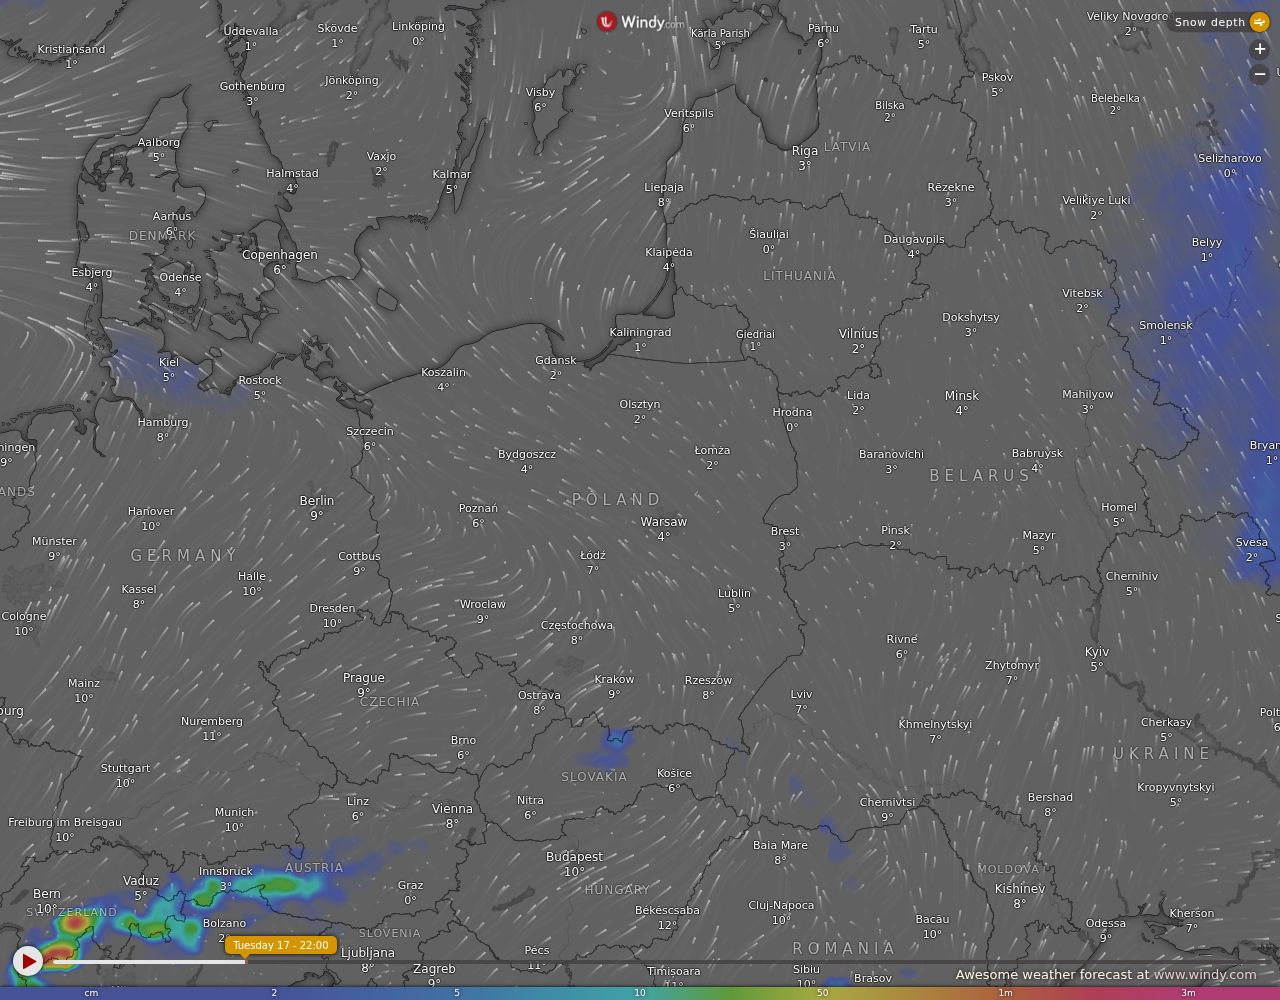 Windy.com
Snow depth
Veliky Novgorod
2°
Kristiansand
1°
Uddevalla
1°
Skövde
1°
Linköping
0°
Kärla Parish
5°
Pärnu
6°
Tartu
5°
Gothenburg
3°
Jönköping
2°
Visby
6°
Ventspils
6°
Bilska
2°
Pskov
5°
Belebelka
2°
Aalborg
5°
Halmstad
4°
Vaxjo
2°
Kalmar
5°
Riga
3°
LATVIA
Selizharovo
0°
Liepaja
8°
Rēzekne
3°
Velikiye Luki
2°
Aarhus
6°
DENMARK
Copenhagen
6°
Šiauliai
0°
Daugavpils
4°
Belyy
1°
Klaipėda
4°
LITHUANIA
Esbjerg
4°
Odense
4°
Vitebsk
2°
Dokshytsy
3°
Smolensk
1°
Kaliningrad
1°
Giedriai
1°
Vilnius
2°
Kiel
5°
Rostock
5°
Koszalin
4°
Gdansk
2°
Olsztyn
2°
Hrodna
0°
Lida
2°
Minsk
4°
Mahilyow
3°
Hamburg
8°
Szczecin
6°
Bydgoszcz
4°
Łomża
2°
Baranovichi
3°
Babruysk
4°
1°
9°
BELARUS
Berlin
9°
POLAND
Hanover
10°
Poznań
6°
Warsaw
4°
Brest
3°
Pinsk
2°
Homel
5°
Mazyr
5°
Svesa
2°
Münster
9°
GERMANY
Cottbus
9°
Łódź
7°
Kassel
8°
Halle
10°
Chernihiv
5°
Cologne
10°
Dresden
10°
Wroclaw
9°
Lublin
5°
Częstochowa
8°
Rivne
6°
Kyiv
5°
Zhytomyr
7°
Mainz
10°
Prague
9°
CZECHIA
Ostrava
8°
Krakow
9°
Rzeszów
8°
Lviv
7°
Nuremberg
11°
Khmelnytskyi
7°
Cherkasy
5°
Brno
6°
UKRAINE
Stuttgart
10°
SLOVAKIA
Košice
6°
Kropyvnytskyi
5°
Linz
6°
Vienna
8°
Nitra
6°
Chernivtsi
9°
Bershad
8°
Freiburg im Breisgau
10°
Munich
10°
Baia Mare
8°
Budapest
10°
Innsbruck
3°
AUSTRIA
Vaduz
5°
Graz
0°
HUNGARY
MOLDOVA
Kishinev
8°
Bern
10°
SWITZERLAND
Bolzano
Békéscsaba
12°
Cluj-Napoca
10°
Bacău
10°
Odessa
9°
Kherson
7°
SLOVENIA
Tuesday 17 - 22:00
Ljubljana
8°
Zagreb
9°
Pécs
11°
Timisoara
11°
ROMANIA
Sibiu
10°
Brasov
Awesome weather forecast at www.windy.com
cm 2 5 10 50 1m 3m